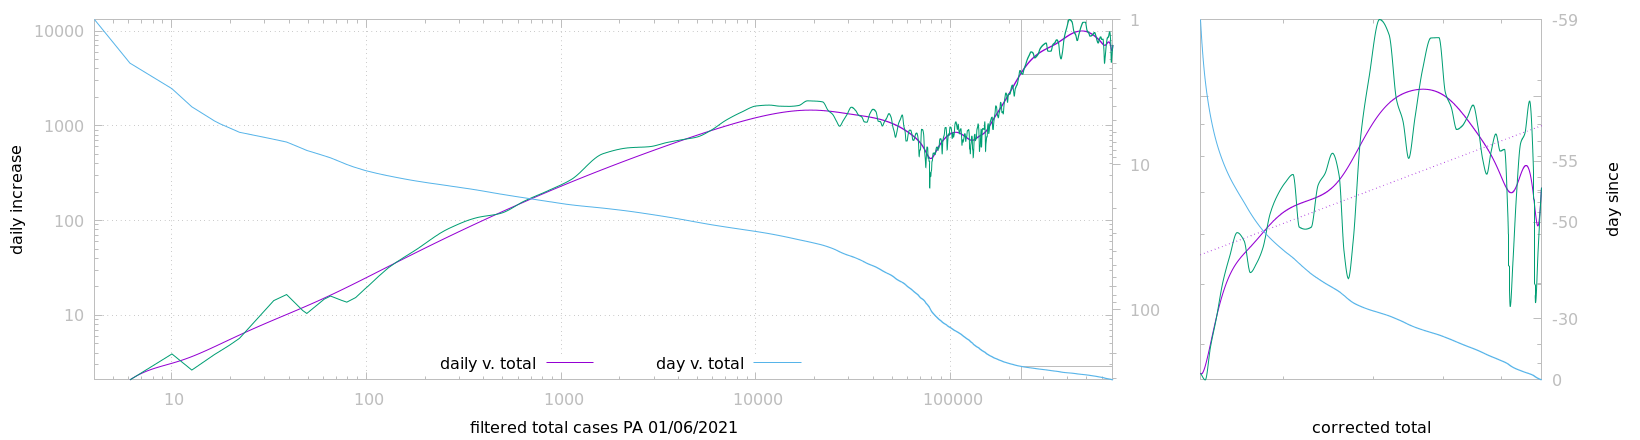 10000
1000
100
10
daily increase
10
100
1000
10000
100000
filtered total cases PA 01/06/2021
daily v. total
day v. total
1
10
100
-59
-55
-50
-30
0
day since
corrected total